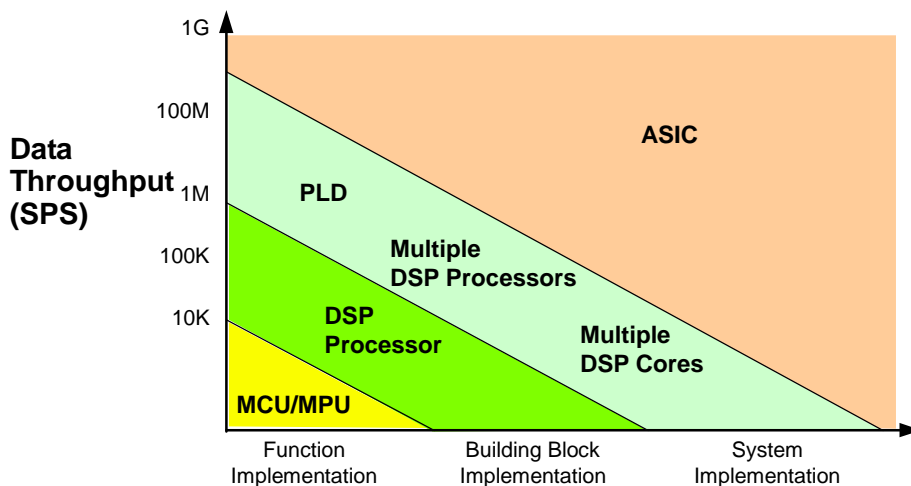 1G
100M
Data
Throughput
(SPS)
1M
100K
10K
ASIC
PLD
Multiple
DSP Processors
DSP
Processor
Multiple
DSP Cores
MCU/MPU
Function
Implementation
Building Block
Implementation
System
Implementation